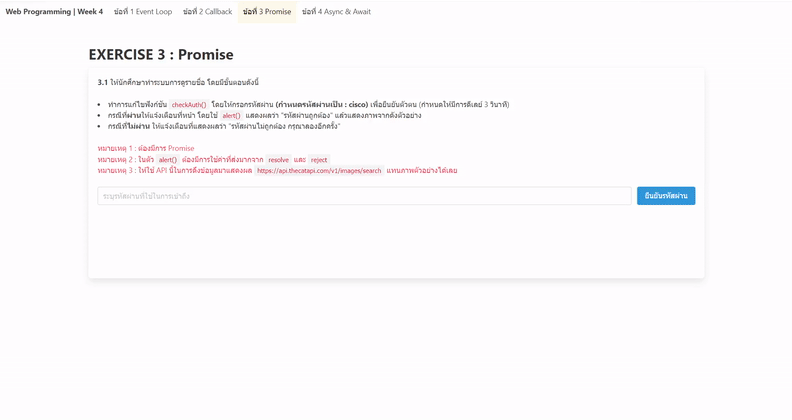 Web Programming | Week 4 ข้อที่ 1 Event Loop ข้อที่ 2 Callback ข้อที่ 3 Promise ข้อที่ 4 Async & Await
EXERCISE 3 : Promise
3.1 ให้นักศึกษาทำระบบการดูรายชื่อ โดยมีขั้นตอนดังนี้
• ทำการแก้ไขฟังก์ชัน checkAuth() โดยให้กรอกรหัสผ่าน (กำหนดรหัสผ่านเป็น : cisco) เพื่อยืนยันตัวตน (กำหนดให้มีการดีเลย์ 3 วินาที)
• กรณีที่ผ่านให้แจ้งเตือนที่หน้า โดยใช้ alert() แสดงผลว่า "รหัสผ่านถูกต้อง" แล้วแสดงภาพจากดังตัวอย่าง
• กรณีที่ไม่ผ่าน ให้แจ้งเตือนที่แสดงผลว่า "รหัสผ่านไม่ถูกต้อง กรุณาลองอีกครั้ง"
หมายเหตุ 1 : ต้องมีการ Promise
หมายเหตุ 2 : ในตัว alert() ต้องมีการใช้ค่าที่ส่งมาจาก resolve และ reject
หมายเหตุ 3 : ให้ใช้ API นี้ในการดึงข้อมูลมาแสดงผล https://api.thecatapi.com/v1/images/search แทนภาพตัวอย่างได้เลย
ระบุรหัสผ่านที่ใช้ในการเข้าถึง ยืนยันรหัสผ่าน